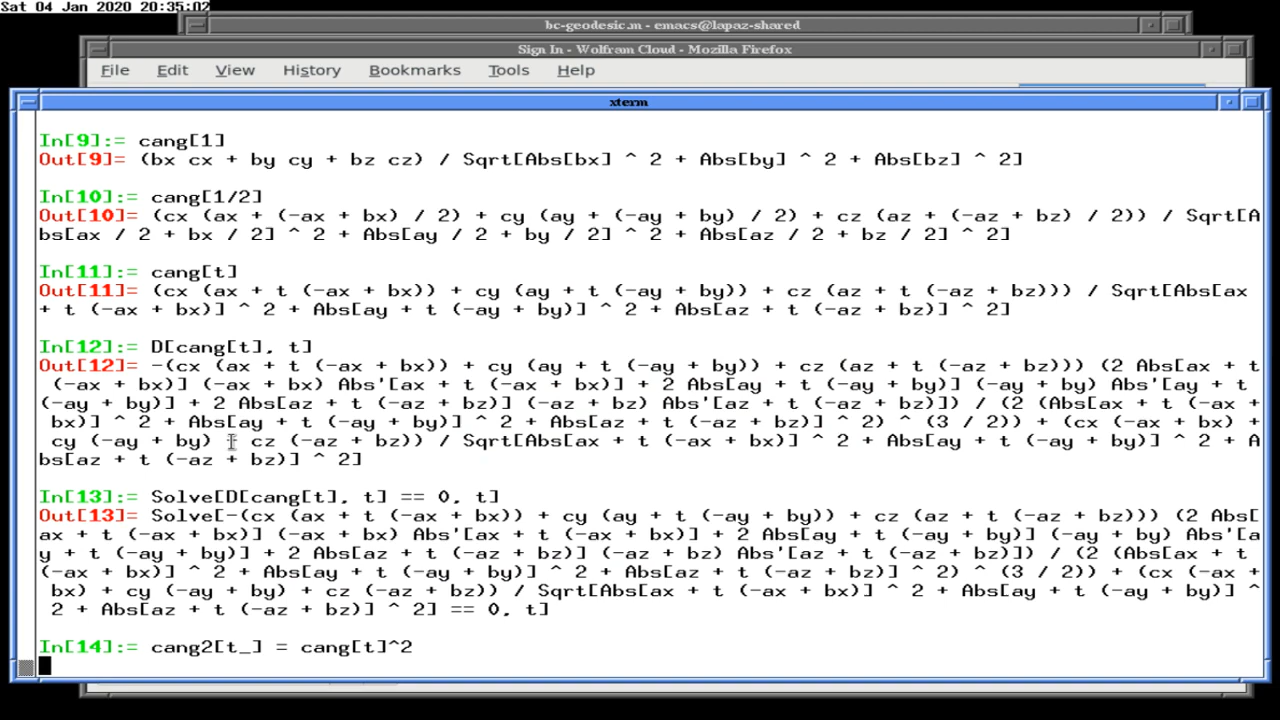 Sat 04 Jan 2020 20:35:02
bc-geodesic.m - emacs@lapaz-shared
Sign In - Wolfram Cloud - Mozilla Firefox
File Edit View History Bookmarks Tools Help
xterm
In[9]:= cang[1]
Out[9]= (bx cx + by cy + bz cz) / Sqrt[Abs[bx] ^ 2 + Abs[by] ^ 2 + Abs[bz] ^ 2]
In[10]:= cang[1/2]
Out[10]= (cx (ax + (-ax + bx) / 2) + cy (ay + (-ay + by) / 2) + cz (az + (-az + bz) / 2)) / Sqrt[A
bs[ax / 2 + bx / 2] ^ 2 + Abs[ay / 2 + by / 2] ^ 2 + Abs[az / 2 + bz / 2] ^ 2]
In[11]:= cang[t]
Out[11]= (cx (ax + t (-ax + bx)) + cy (ay + t (-ay + by)) + cz (az + t (-az + bz))) / Sqrt[Abs[ax
+ t (-ax + bx)] ^ 2 + Abs[ay + t (-ay + by)] ^ 2 + Abs[az + t (-az + bz)] ^ 2]
In[12]:= D[cang[t], t]
Out[12]= -(cx (ax + t (-ax + bx)) + cy (ay + t (-ay + by)) + cz (az + t (-az + bz))) (2 Abs[ax + t
(-ax + bx)] (-ax + bx) Abs'[ax + t (-ax + bx)] + 2 Abs[ay + t (-ay + by)] (-ay + by) Abs'[ay + t
(-ay + by)] + 2 Abs[az + t (-az + bz)] (-az + bz) Abs'[az + t (-az + bz)]) / (2 (Abs[ax + t (-ax +
bx)] ^ 2 + Abs[ay + t (-ay + by)] ^ 2 + Abs[az + t (-az + bz)] ^ 2) ^ (3 / 2)) + (cx (-ax + bx) +
cy (-ay + by) + cz (-az + bz)) / Sqrt[Abs[ax + t (-ax + bx)] ^ 2 + Abs[ay + t (-ay + by)] ^ 2 + A
bs[az + t (-az + bz)] ^ 2]
In[13]:= Solve[D[cang[t], t] == 0, t]
Out[13]= Solve[-(cx (ax + t (-ax + bx)) + cy (ay + t (-ay + by)) + cz (az + t (-az + bz))) (2 Abs[
ax + t (-ax + bx)] (-ax + bx) Abs'[ax + t (-ax + bx)] + 2 Abs[ay + t (-ay + by)] (-ay + by) Abs'[a
y + t (-ay + by)] + 2 Abs[az + t (-az + bz)] (-az + bz) Abs'[az + t (-az + bz)]) / (2 (Abs[ax + t
(-ax + bx)] ^ 2 + Abs[ay + t (-ay + by)] ^ 2 + Abs[az + t (-az + bz)] ^ 2) ^ (3 / 2)) + (cx (-ax +
bx) + cy (-ay + by) + cz (-az + bz)) / Sqrt[Abs[ax + t (-ax + bx)] ^ 2 + Abs[ay + t (-ay + by)] ^
2 + Abs[az + t (-az + bz)] ^ 2] == 0, t]
In[14]:= cang2[t_] = cang[t]^2